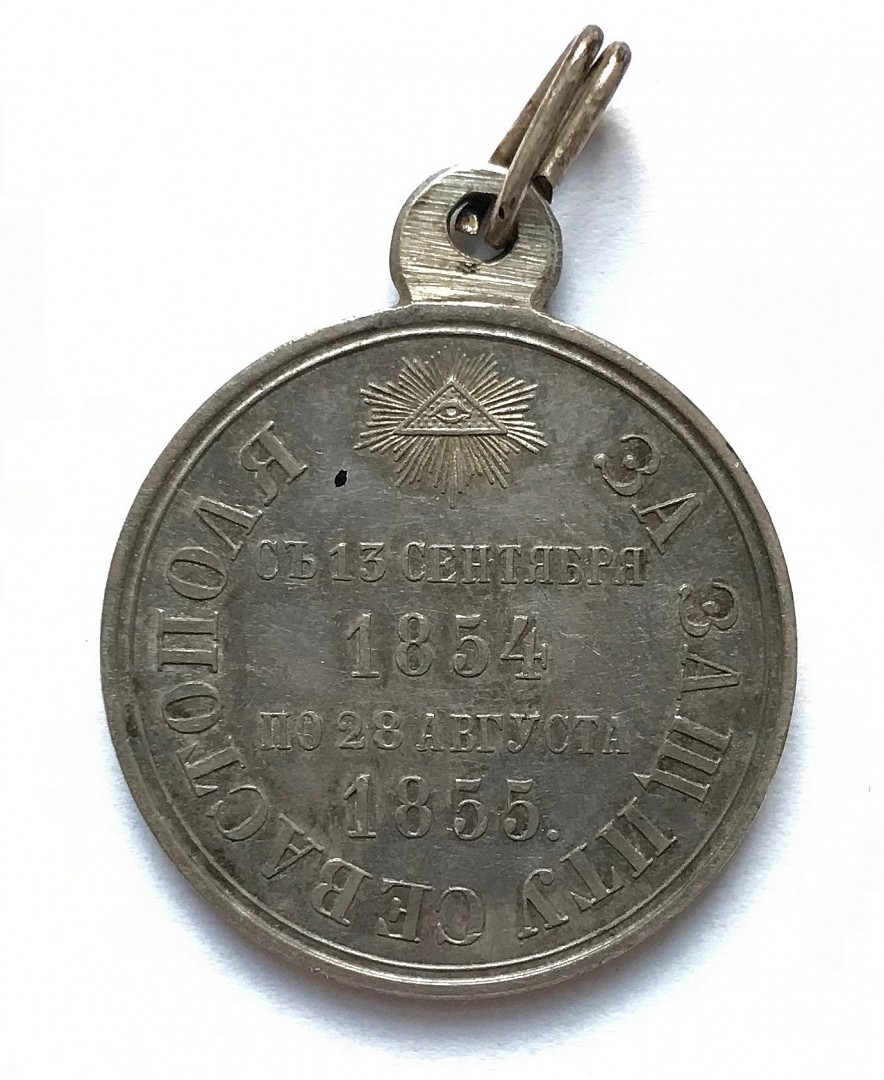 ЗА ЗАЩИТУ СЕВАСТОПОЛЯ
СЪ 13 СЕНТЯБРЯ
1854
ПО 28 АВГУСТА
1855.